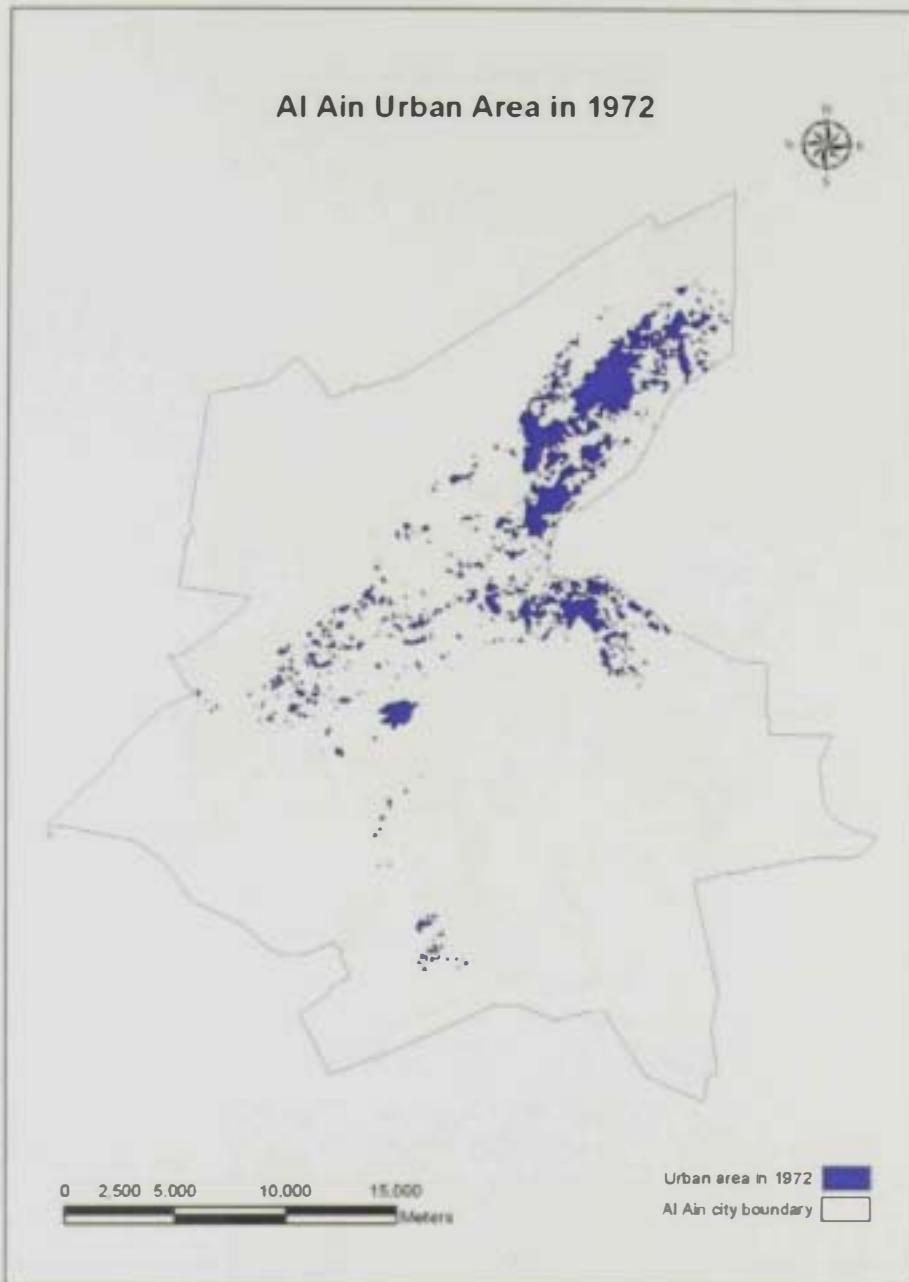 Al Ain Urban Area in 1972
N
S
0 2.500 5.000 10.000 15.000
Meters
Urban area in 1972
Al Ain city boundary